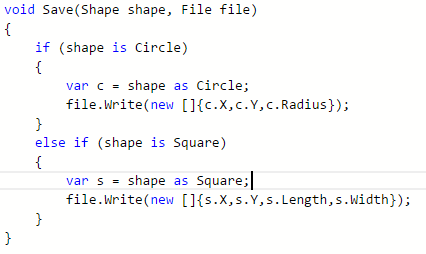 void Save(Shape shape, File file)
{
    if (shape is Circle)
    {
        var c = shape as Circle;
        file.Write(new []{c.X,c.Y,c.Radius});
    }
    else if (shape is Square)
    {
        var s = shape as Square;
        file.Write(new []{s.X,s.Y,s.Length,s.Width});
    }
}